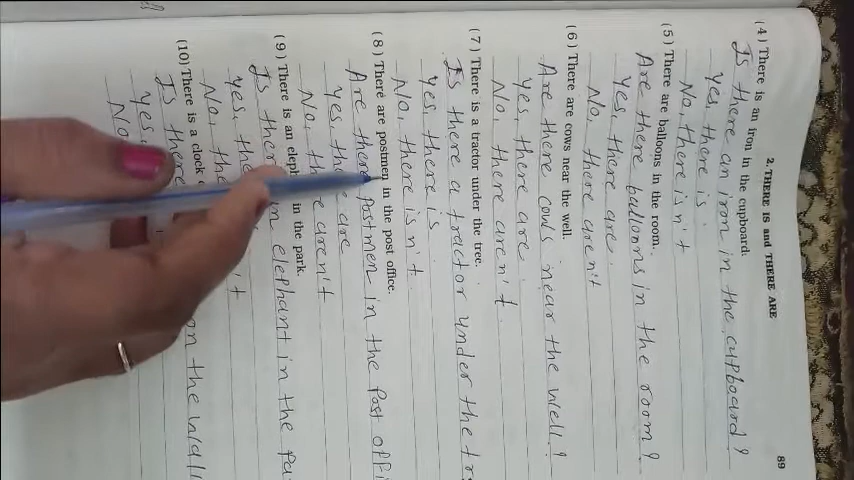 2. THERE IS and THERE ARE
89
(4) There is an iron in the cupboard.
Is there an iron in the cupboard?
Yes, there is.
No, there isn't
(5) There are balloons in the room.
Are there balloons in the room?
Yes, there are.
No, there aren't
(6) There are cows near the well.
Are there cows near the well?
Yes, there are
No, there aren't
(7) There is a tractor under the tree.
Is there a tractor under the
Yes, there is
No, there isn't
(8) There are postmen in the post office.
Are there postmen in the post
Yes, are
No, aren't
(9) There is an in the park.
Is elephant in the
Yes,
No,
(10) There is a clock
Is there on the wall
Yes,
No